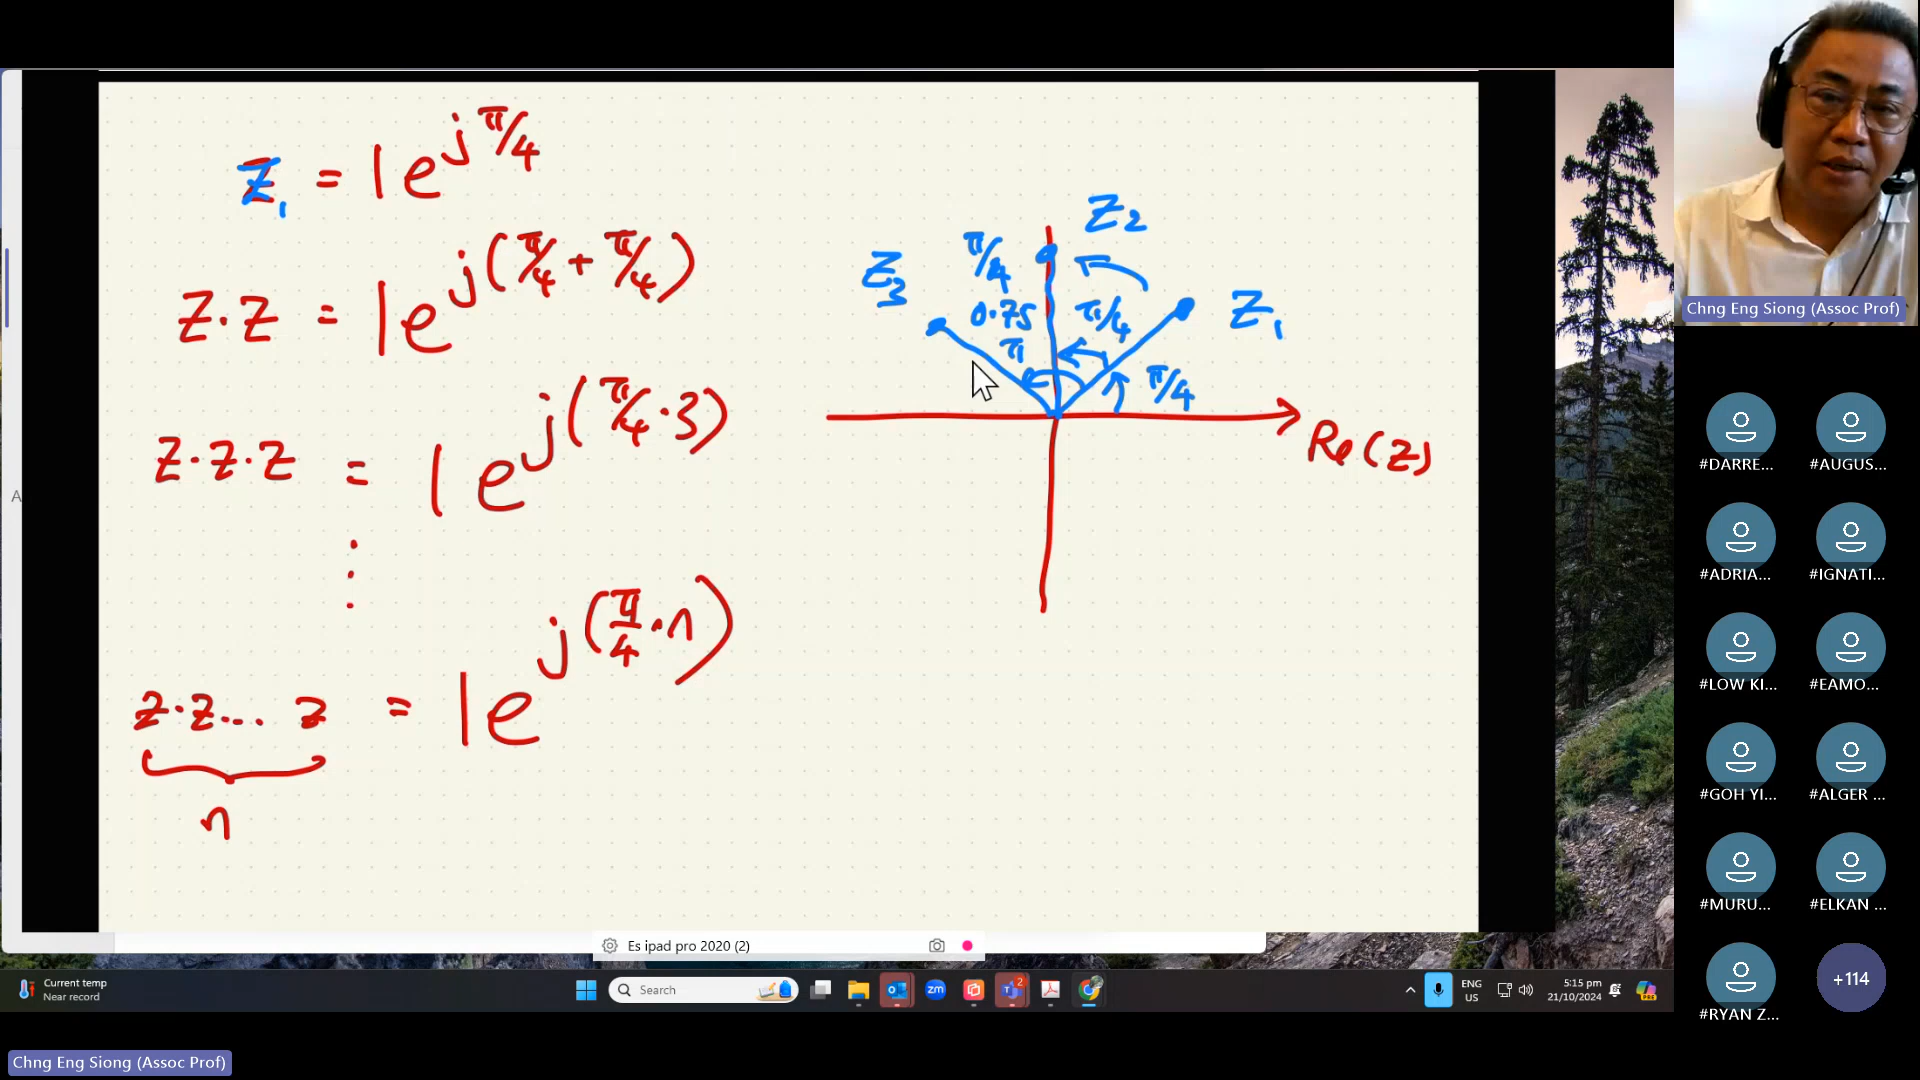 z₁ = 1e^{jπ/4}
z·z = 1e^{j(π/4 + π/4)}
z·z·z = 1e^{j(π/4·3)}
⋮
z·z... z = 1e^{j(π/4·n)}
n
z₂
z₃
π/4
0.75
π
π/4
z₁
π/4
Re(z)
A
Es ipad pro 2020 (2)
Current temp
Near record
Search
zm
2
ENG
US
5:15 pm
21/10/2024
PRE
Chng Eng Siong (Assoc Prof)
#DARRE...
#AUGUS...
#ADRIA...
#IGNATI...
#LOW KI...
#EAMO...
#GOH YI...
#ALGER ...
#MURU...
#ELKAN ...
#RYAN Z...
+114
Chng Eng Siong (Assoc Prof)